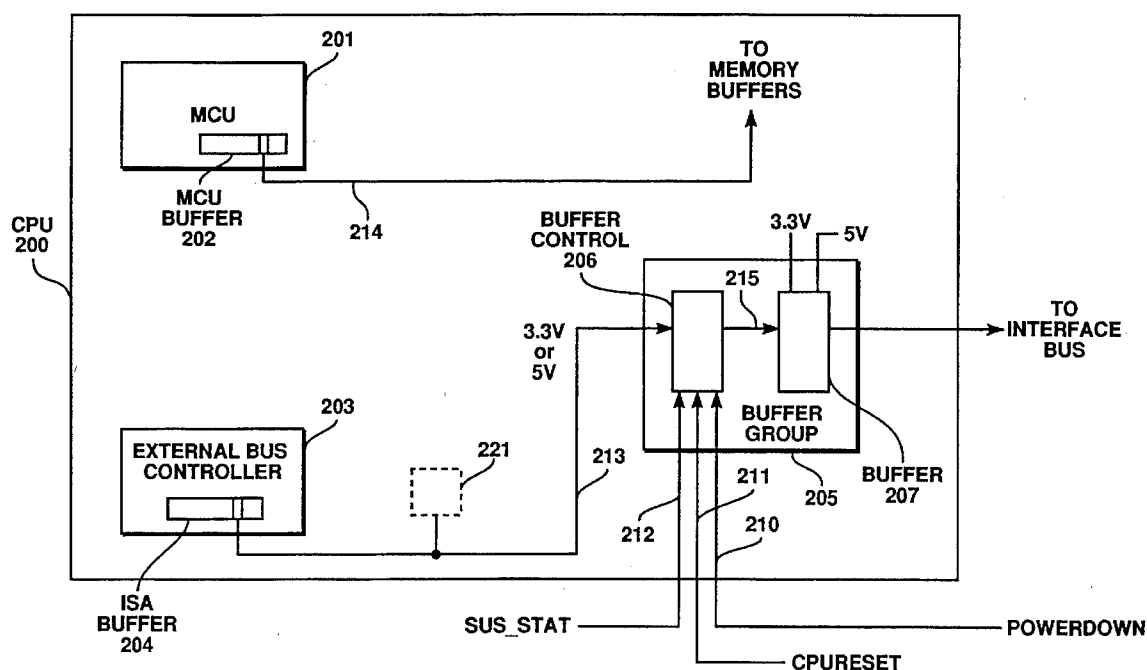 201
TO
MEMORY
BUFFERS
MCU
MCU
BUFFER
202
214
CPU
200
BUFFER
CONTROL
206
3.3V
5V
215
3.3V
or
5V
TO
INTERFACE
BUS
203
EXTERNAL BUS
CONTROLLER
221
213
BUFFER
GROUP
212
211
210
205
BUFFER
207
ISA
BUFFER
204
SUS_STAT
POWERDOWN
CPURESET